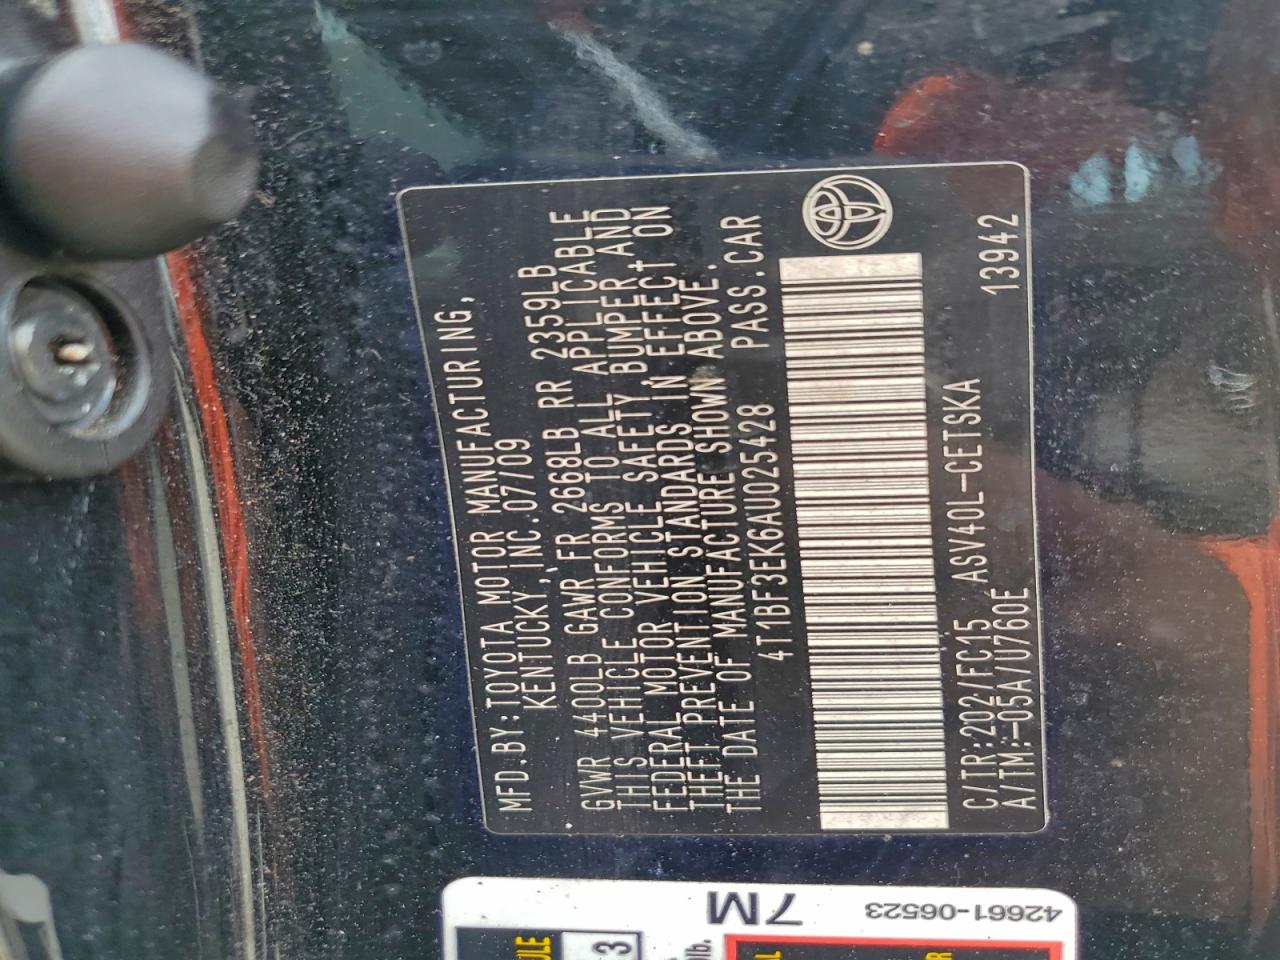 MFD.BY:TOYOTA MOTOR MANUFACTURING,
KENTUCKY,INC.07/09
GVWR 4400LB GAWR FR 2668LB RR 2359LB
THIS VEHICLE CONFORMS TO ALL APPLICABLE
FEDERAL MOTOR VEHICLE SAFETY,BUMPER AND
THEFT PREVENTION STANDARDS IN EFFECT ON
THE DATE OF MANUFACTURE SHOWN ABOVE.
4T1BF3EK6AU025428 PASS.CAR
C/TR:202/FC15 ASV40L-CETSKA 13942
A/TM:-05A/U760E
7M
42661-06523
3